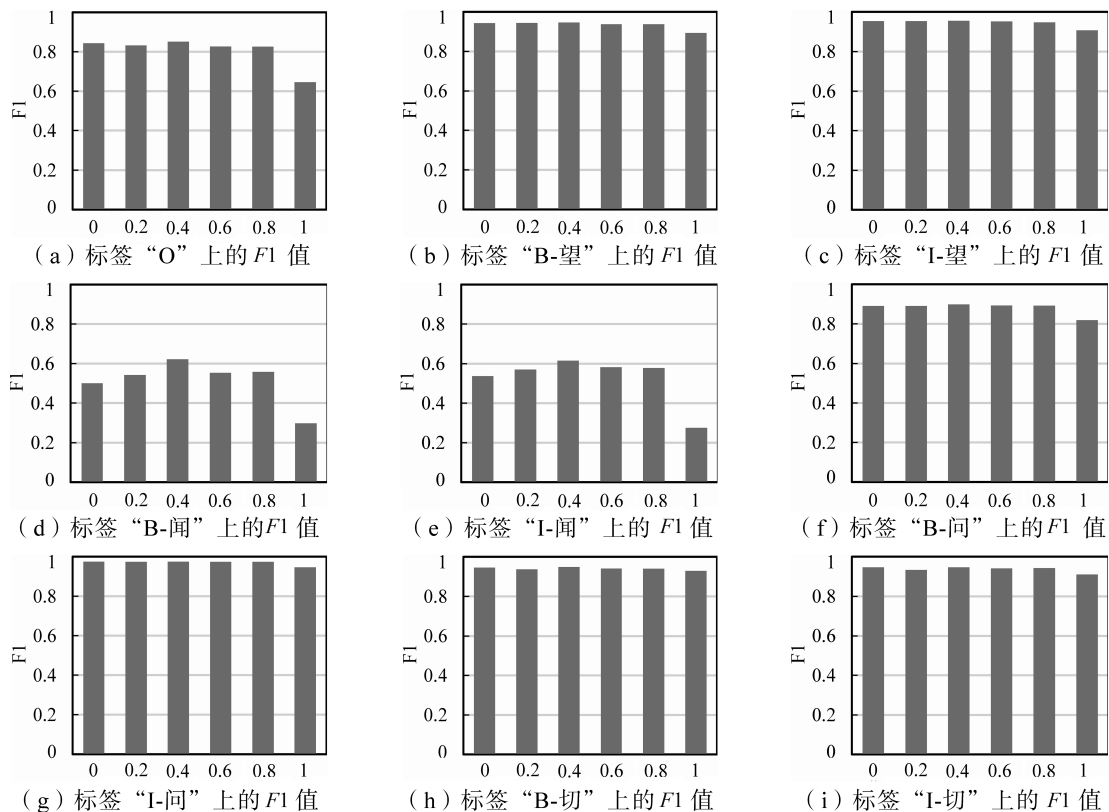 1
0.8
0.6
0.4
0.2
0
F1
0 0.2 0.4 0.6 0.8 1
（a）标签“O”上的F1 值
1
0.8
0.6
0.4
0.2
0
F1
0 0.2 0.4 0.6 0.8 1
（b）标签“B-望”上的F1 值
1
0.8
0.6
0.4
0.2
0
F1
0 0.2 0.4 0.6 0.8 1
（c）标签“I-望”上的F1 值
1
0.8
0.6
0.4
0.2
0
F1
0 0.2 0.4 0.6 0.8 1
（d）标签“B-闻”上的F1 值
1
0.8
0.6
0.4
0.2
0
F1
0 0.2 0.4 0.6 0.8 1
（e）标签“I-闻”上的F1 值
1
0.8
0.6
0.4
0.2
0
F1
0 0.2 0.4 0.6 0.8 1
（f）标签“B-问”上的F1 值
1
0.8
0.6
0.4
0.2
0
F1
0 0.2 0.4 0.6 0.8 1
（g）标签“I-问”上的F1 值
1
0.8
0.6
0.4
0.2
0
F1
0 0.2 0.4 0.6 0.8 1
（h）标签“B-切”上的F1 值
1
0.8
0.6
0.4
0.2
0
F1
0 0.2 0.4 0.6 0.8 1
（i）标签“I-切”上的F1 值